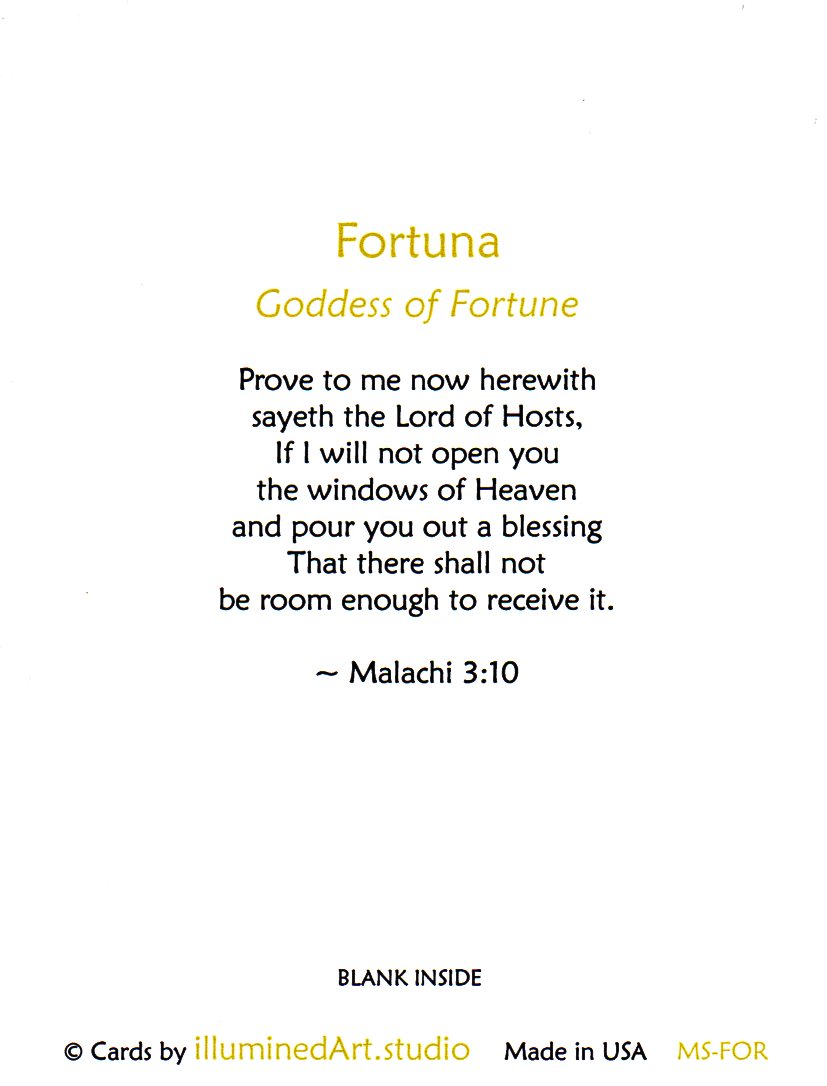 Fortuna
Goddess of Fortune
Prove to me now herewith
sayeth the Lord of Hosts,
If I will not open you
the windows of Heaven
and pour you out a blessing
That there shall not
be room enough to receive it.
~ Malachi 3:10
BLANK INSIDE
© Cards by illuminedArt.studio Made in USA MS-FOR